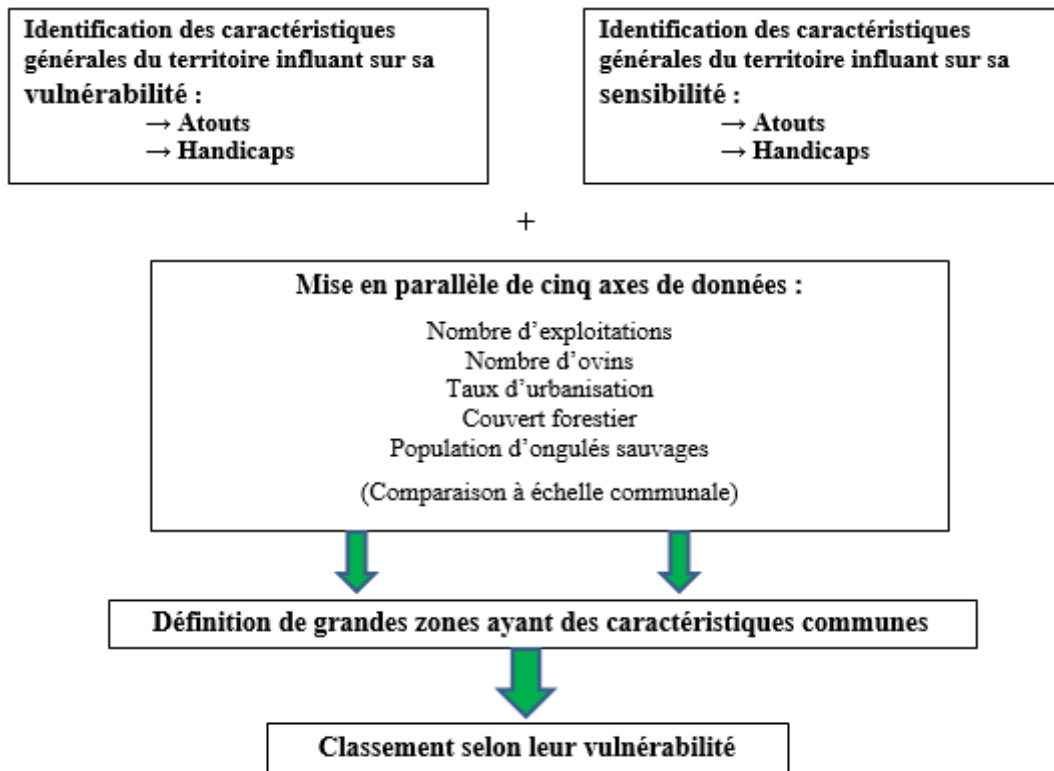 Identification des caractéristiques
générales du territoire influant sur sa
vulnérabilité :
→ Atouts
→ Handicaps
Identification des caractéristiques
générales du territoire influant sur sa
sensibilité :
→ Atouts
→ Handicaps
+
Mise en parallèle de cinq axes de données :
Nombre d’exploitations
Nombre d’ovins
Taux d’urbanisation
Couvert forestier
Population d’ongulés sauvages
(Comparaison à échelle communale)
Définition de grandes zones ayant des caractéristiques communes
Classement selon leur vulnérabilité